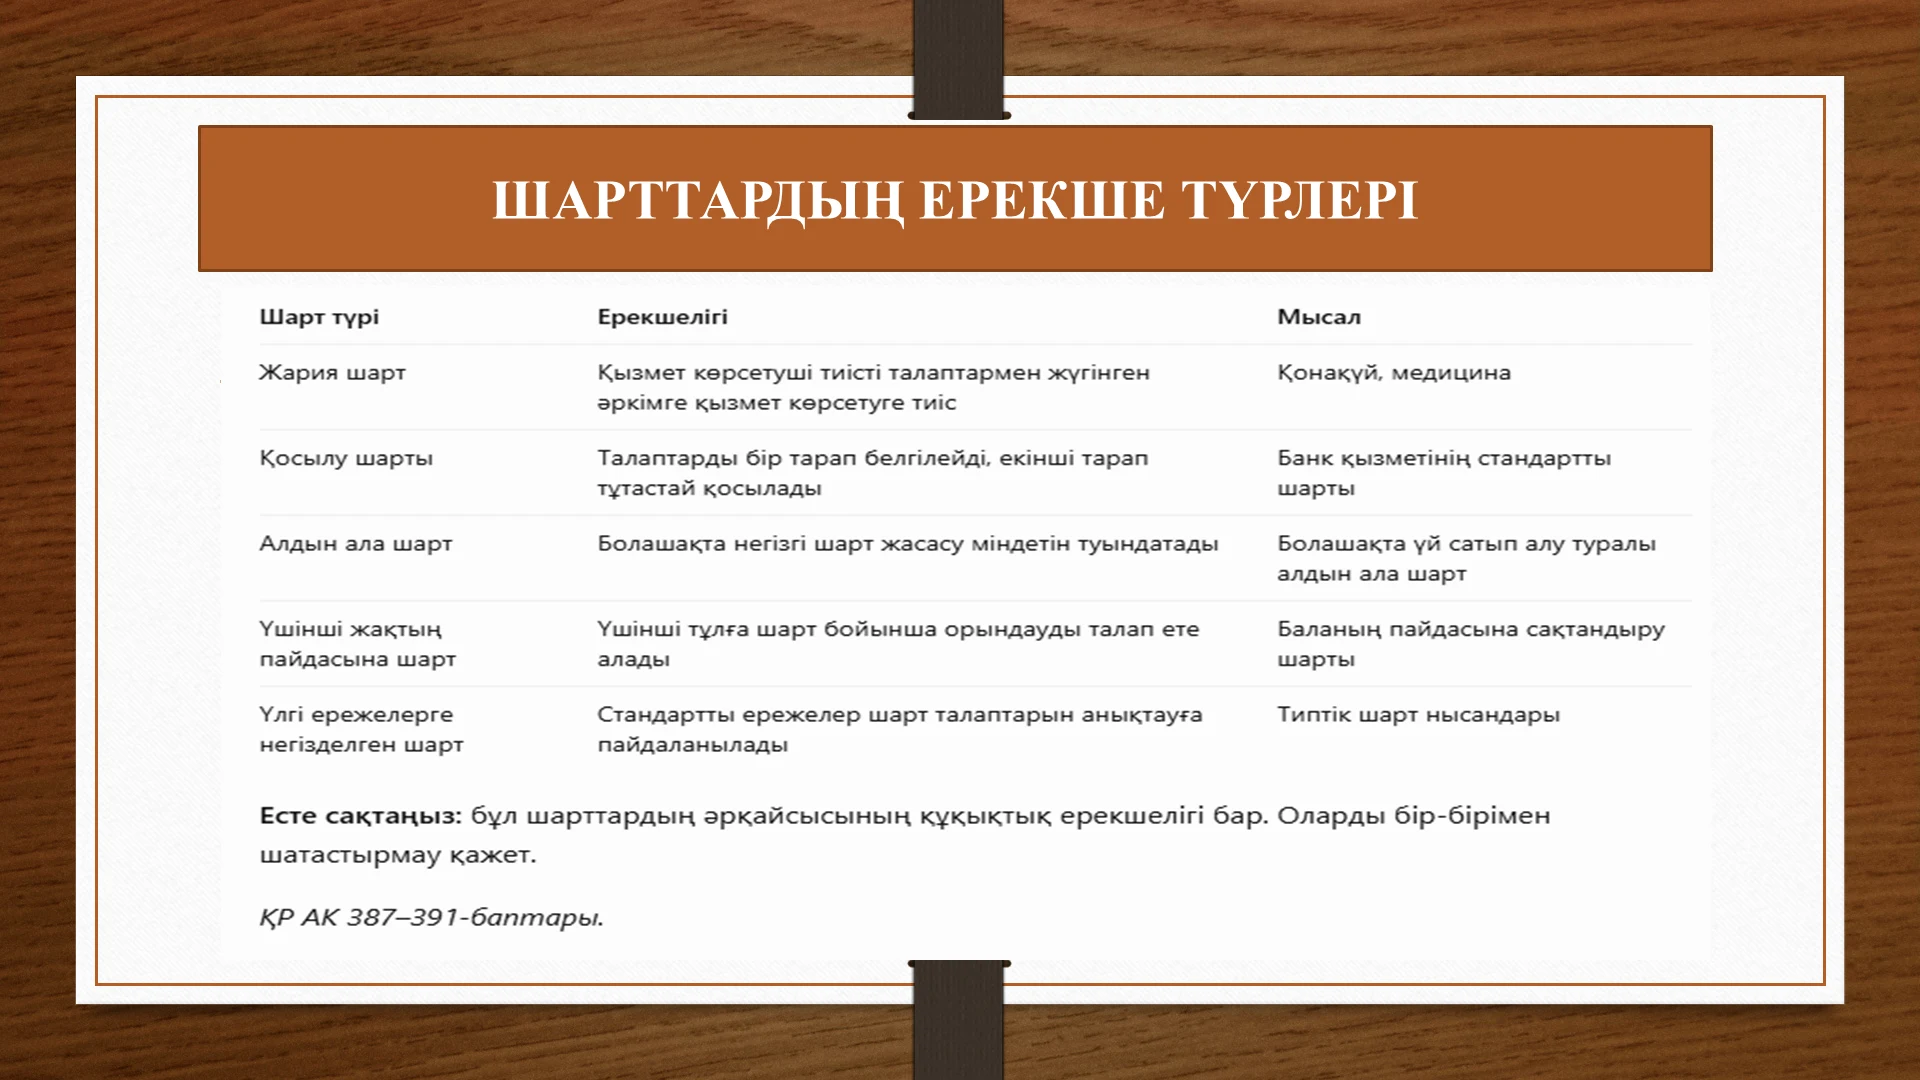 ШАРТТАРДЫҢ ЕРЕКШЕ ТҮРЛЕРІ
Шарт түрі Ерекшелігі Мысал
Жария шарт Қызмет көрсетуші тиісті талаптармен жүгінген Қонақүй, медицина
әркімге қызмет көрсетуге тиіс
Қосылу шарты Талаптарды бір тарап белгілейді, екінші тарап Банк қызметінің стандартты
тұтастай қосылады шарты
Алдын ала шарт Болашақта негізгі шарт жасасу міндетін туындатады Болашақта үй сатып алу туралы
алдын ала шарт
Үшінші жақтың Үшінші тұлға шарт бойынша орындауды талап ете Баланың пайдасына сақтандыру
пайдасына шарт алады шарты
Үлгі ережелерге Стандартты ережелер шарт талаптарын анықтауға Типтік шарт нысандары
негізделген шарт пайдаланылады
Есте сақтаңыз: бұл шарттардың әрқайсысының құқықтық ерекшелігі бар. Оларды бір-бірімен
шатастырмау қажет.
ҚР АК 387–391-баптары.